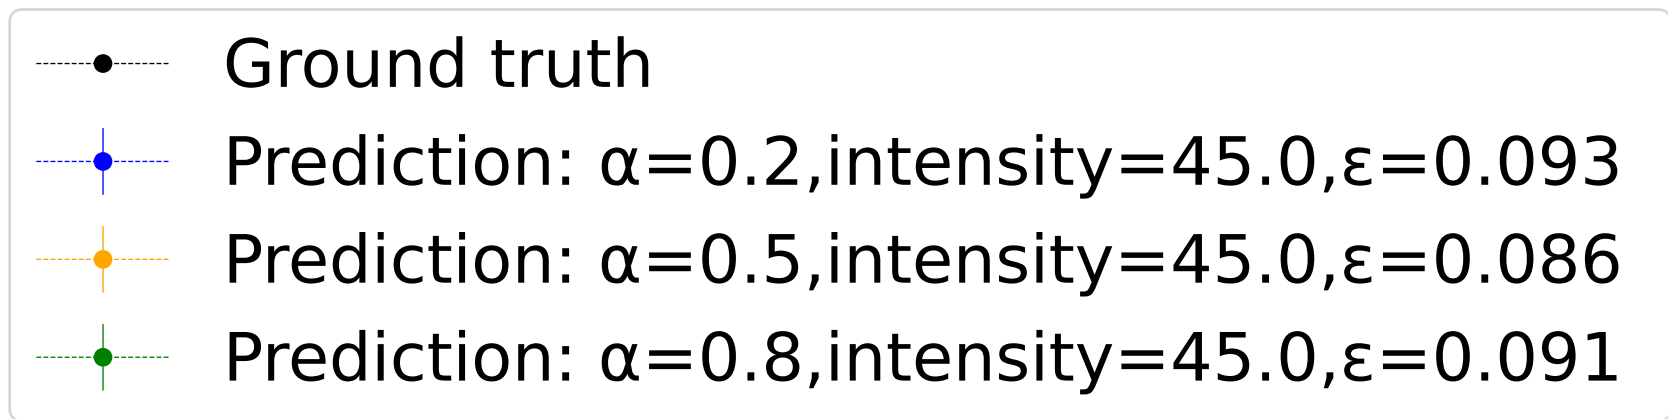 Ground truth
Prediction: α=0.2,intensity=45.0,ε=0.093
Prediction: α=0.5,intensity=45.0,ε=0.086
Prediction: α=0.8,intensity=45.0,ε=0.091